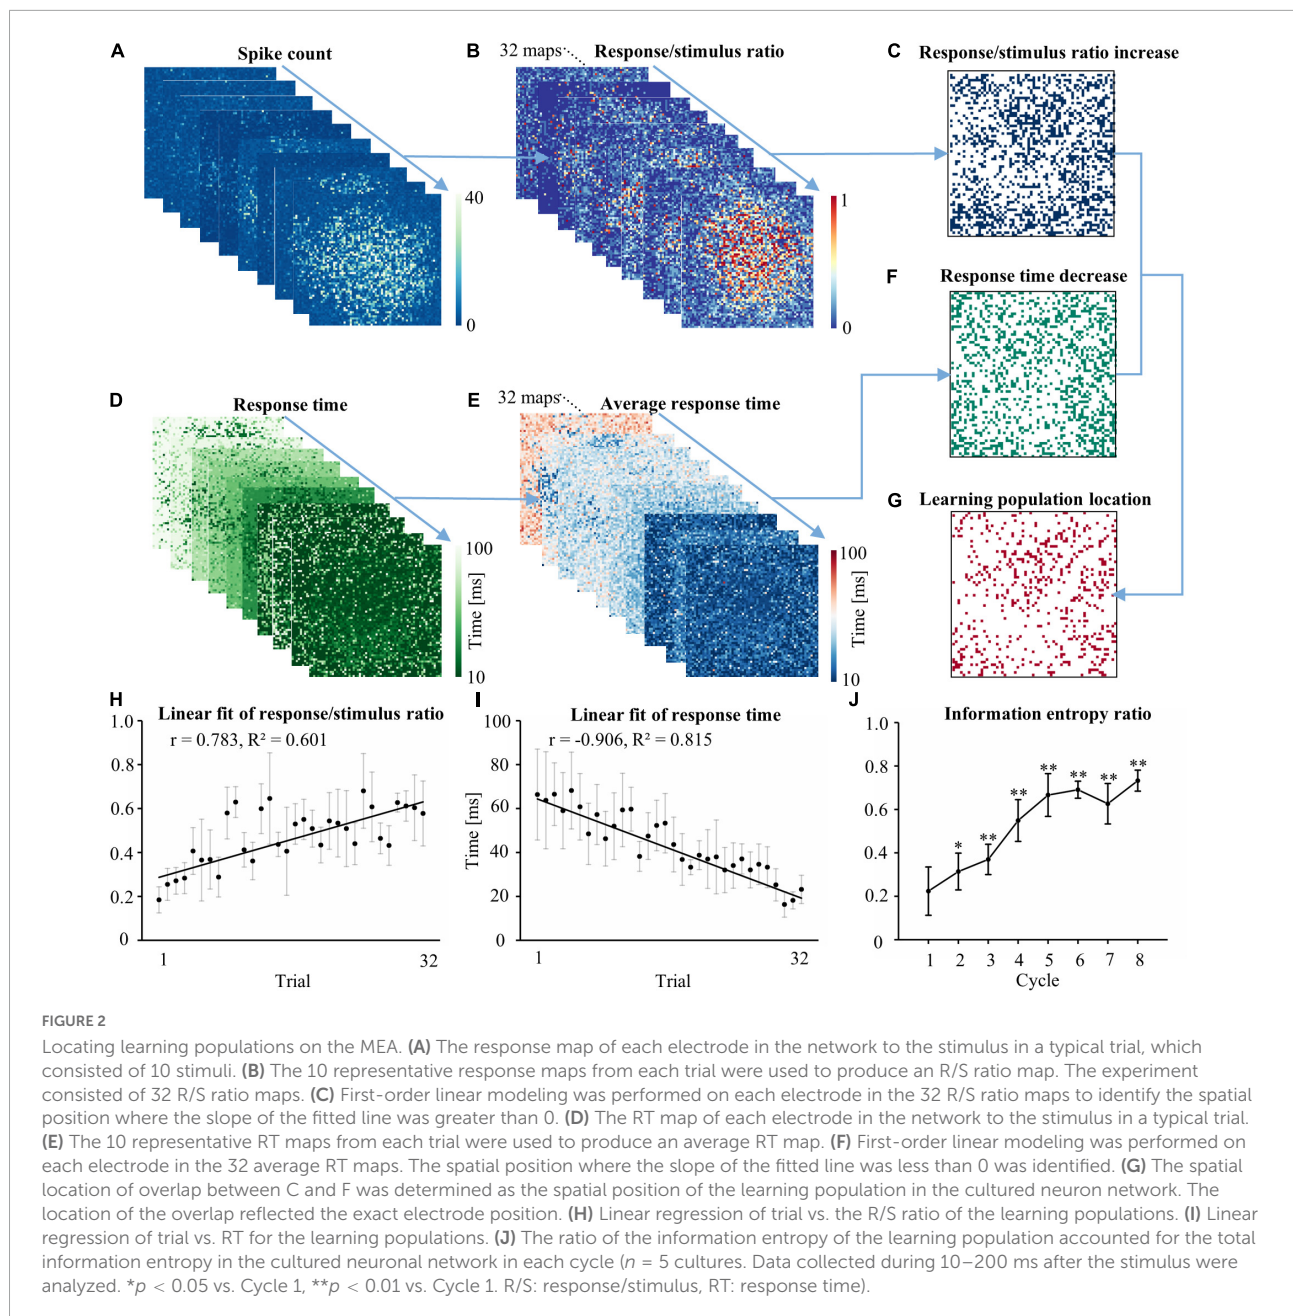 A
Spike count
40
0
B
32 maps
Response/stimulus ratio
1
0
C
Response/stimulus ratio increase
D
Response time
100
Time [ms]
10
E
32 maps
Average response time
100
Time [ms]
10
F
Response time decrease
G
Learning population location
H
Linear fit of response/stimulus ratio
r = 0.783, R² = 0.601
1.0
0.8
0.6
0.4
0.2
0
1
32
Trial
I
Linear fit of response time
r = -0.906, R² = 0.815
100
80
60
40
20
0
Time [ms]
1
32
Trial
J
Information entropy ratio
1.0
0.8
0.6
0.4
0.2
0
*
**
**
**
**
**
**
1 2 3 4 5 6 7 8
Cycle
FIGURE 2
Locating learning populations on the MEA. (A) The response map of each electrode in the network to the stimulus in a typical trial, which
consisted of 10 stimuli. (B) The 10 representative response maps from each trial were used to produce an R/S ratio map. The experiment
consisted of 32 R/S ratio maps. (C) First-order linear modeling was performed on each electrode in the 32 R/S ratio maps to identify the spatial
position where the slope of the fitted line was greater than 0. (D) The RT map of each electrode in the network to the stimulus in a typical trial.
(E) The 10 representative RT maps from each trial were used to produce an average RT map. (F) First-order linear modeling was performed on
each electrode in the 32 average RT maps. The spatial position where the slope of the fitted line was less than 0 was identified. (G) The spatial
location of overlap between C and F was determined as the spatial position of the learning population in the cultured neuron network. The
location of the overlap reflected the exact electrode position. (H) Linear regression of trial vs. the R/S ratio of the learning populations. (I) Linear
regression of trial vs. RT for the learning populations. (J) The ratio of the information entropy of the learning population accounted for the total
information entropy in the cultured neuronal network in each cycle (n = 5 cultures. Data collected during 10–200 ms after the stimulus were
analyzed. *p < 0.05 vs. Cycle 1, **p < 0.01 vs. Cycle 1. R/S: response/stimulus, RT: response time).